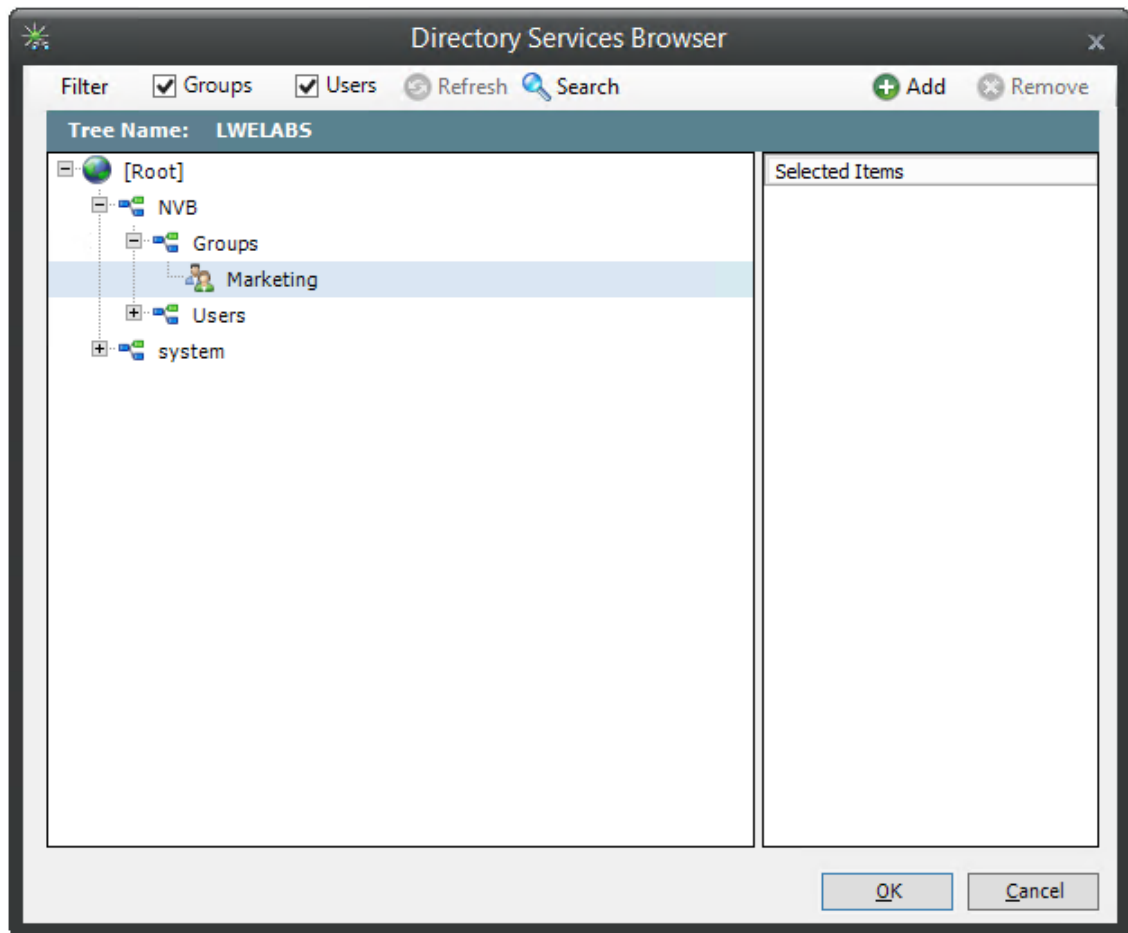 Directory Services Browser
Filter Groups Users Refresh Search Add Remove
Tree Name: LWELABS
[Root]
Selected Items
NVB
Groups
Marketing
Users
system
OK Cancel